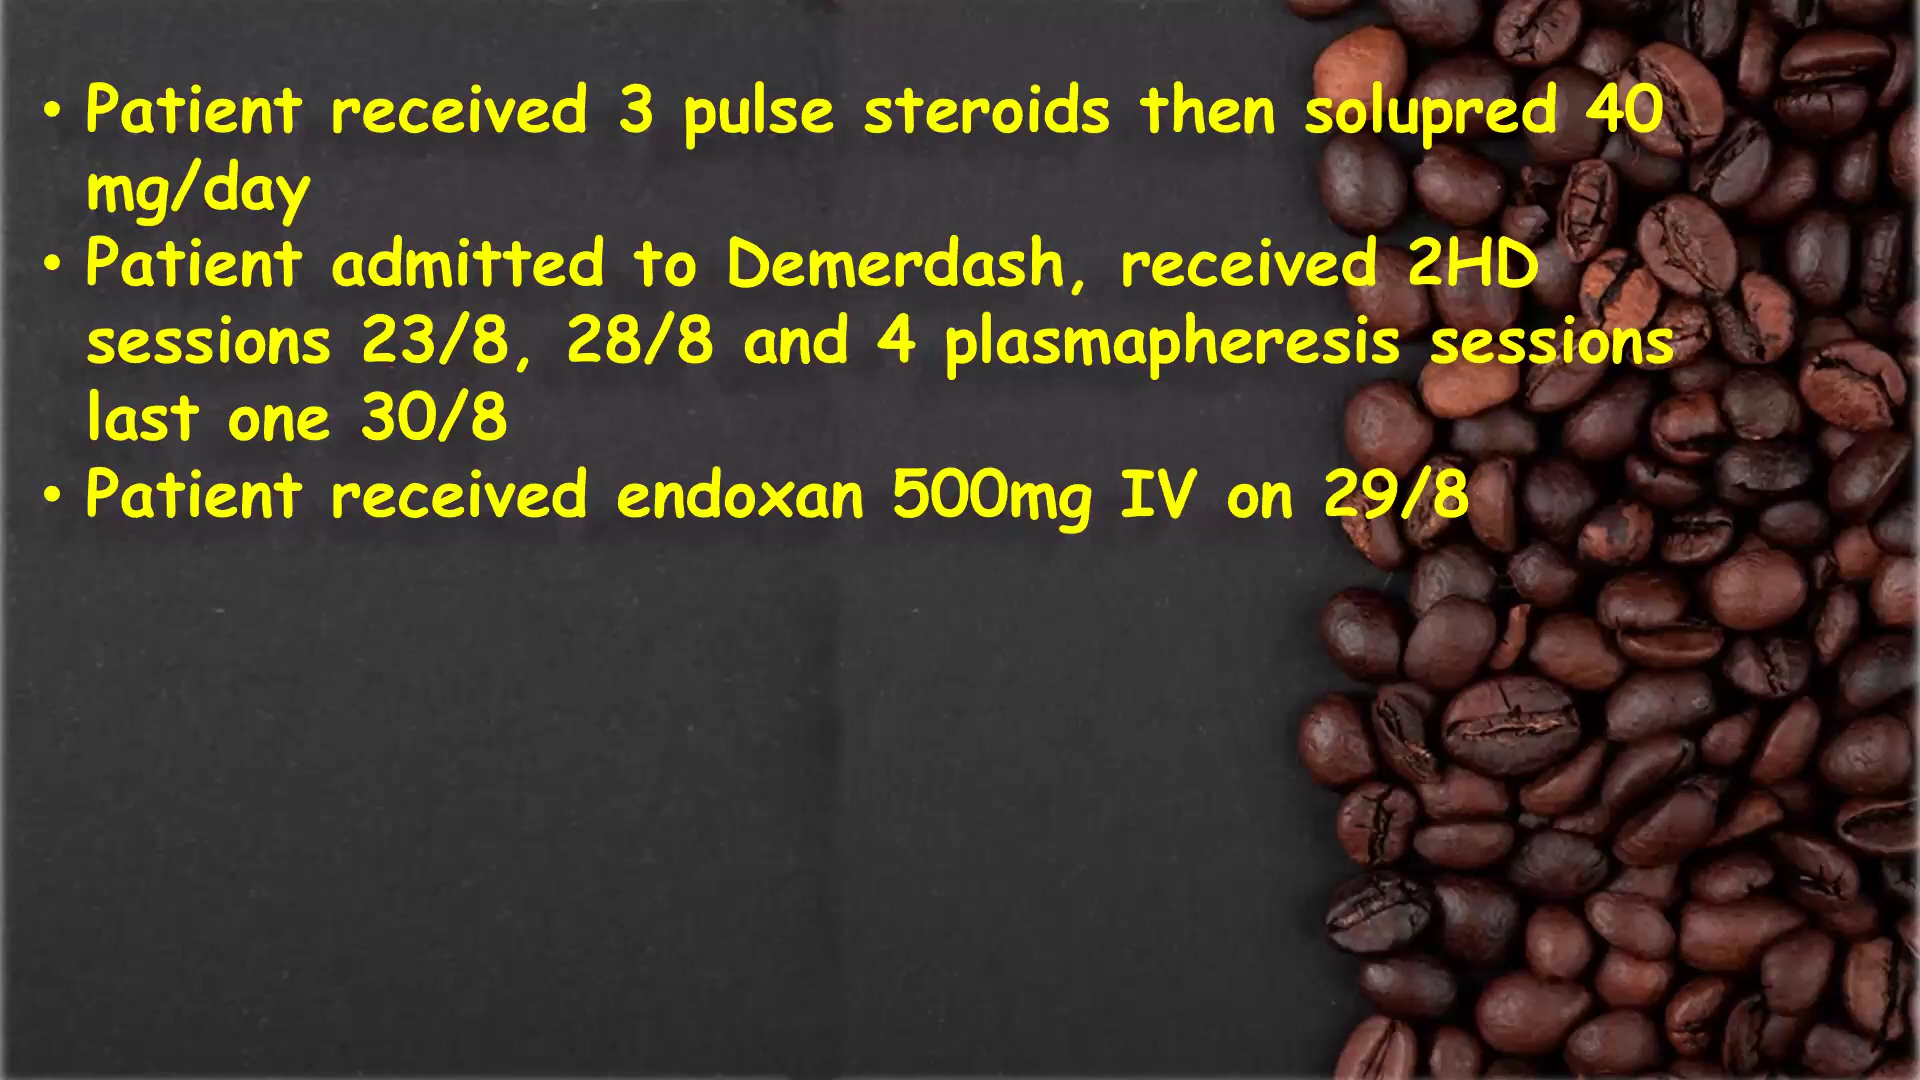 • Patient received 3 pulse steroids then solupred 40
mg/day
• Patient admitted to Demerdash, received 2HD
sessions 23/8, 28/8 and 4 plasmapheresis sessions
last one 30/8
• Patient received endoxan 500mg IV on 29/8